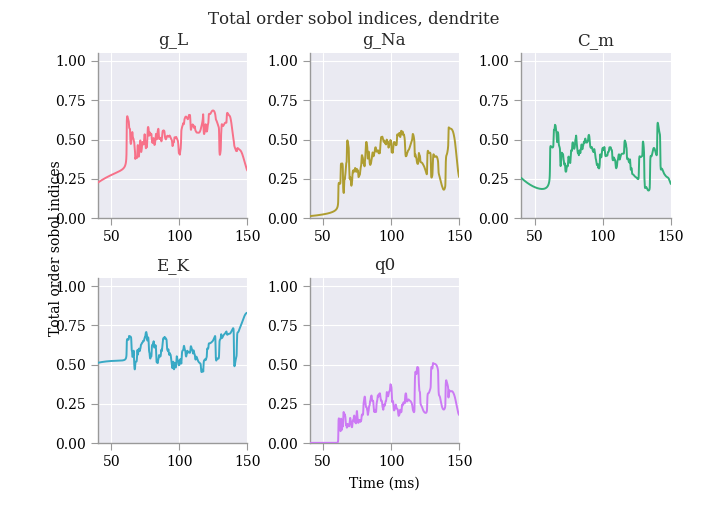 Total order sobol indices, dendrite
g_L g_Na C_m
1.00 1.00 1.00
0.75 0.75 0.75
0.50 0.50 0.50
0.25 0.25 0.25
0.00 0.00 0.00
50 100 150 50 100 150 50 100 150
Total order sobol indices
E_K q0
1.00 1.00
0.75 0.75
0.50 0.50
0.25 0.25
0.00 0.00
50 100 150 50 100 150
Time (ms)